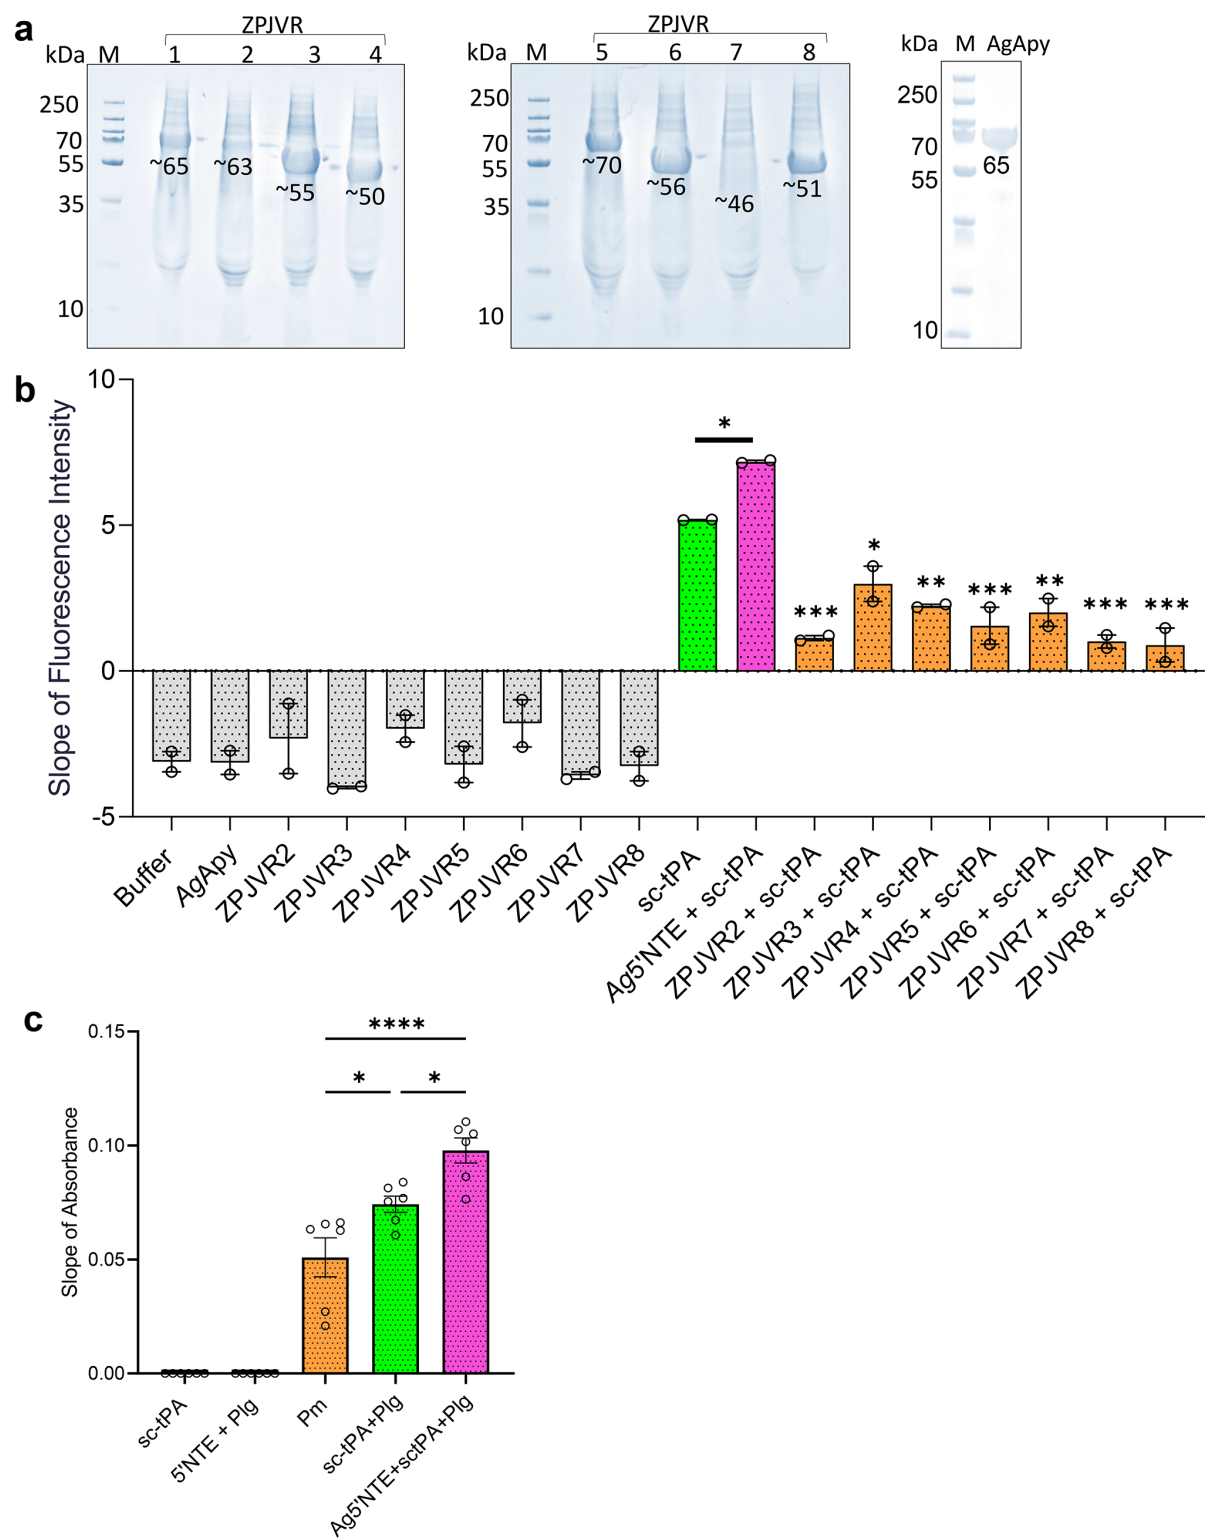 a
ZPJVR
kDa M 1 2 3 4
250
70
55
35
10
~65 ~63 ~55 ~50
ZPJVR
kDa M 5 6 7 8
250
70
55
35
10
~70 ~56 ~46 ~51
kDa M AgApy
250
70
55
10
65
b
Slope of Fluorescence Intensity
10
5
0
-5
*
*** * ** *** ** *** ***
Buffer
AgApy
ZPJVR2
ZPJVR3
ZPJVR4
ZPJVR5
ZPJVR6
ZPJVR7
ZPJVR8
sc-tPA
Ag5'NTE + sc-tPA
ZPJVR2 + sc-tPA
ZPJVR3 + sc-tPA
ZPJVR4 + sc-tPA
ZPJVR5 + sc-tPA
ZPJVR6 + sc-tPA
ZPJVR7 + sc-tPA
ZPJVR8 + sc-tPA
c
Slope of Absorbance
0.15
0.10
0.05
0.00
****
* *
sc-tPA
5'NTE + Plg
Pm
sc-tPA+Plg
Ag5'NTE+sctPA+Plg